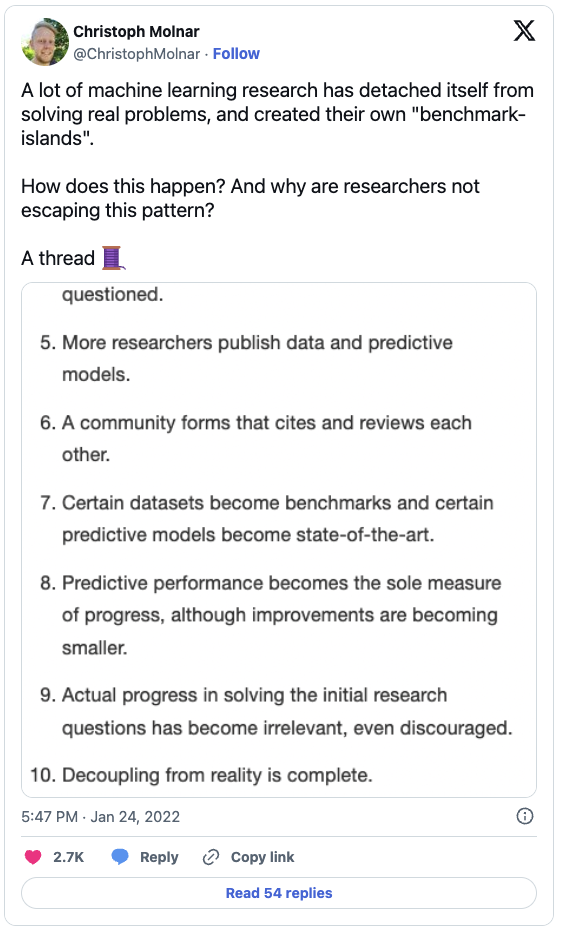 Christoph Molnar
@ChristophMolnar · Follow
A lot of machine learning research has detached itself from
solving real problems, and created their own "benchmark-
islands".
How does this happen? And why are researchers not
escaping this pattern?
A thread 🧵
questioned.
5. More researchers publish data and predictive
models.
6. A community forms that cites and reviews each
other.
7. Certain datasets become benchmarks and certain
predictive models become state-of-the-art.
8. Predictive performance becomes the sole measure
of progress, although improvements are becoming
smaller.
9. Actual progress in solving the initial research
questions has become irrelevant, even discouraged.
10. Decoupling from reality is complete.
5:47 PM · Jan 24, 2022
2.7K Reply Copy link
Read 54 replies